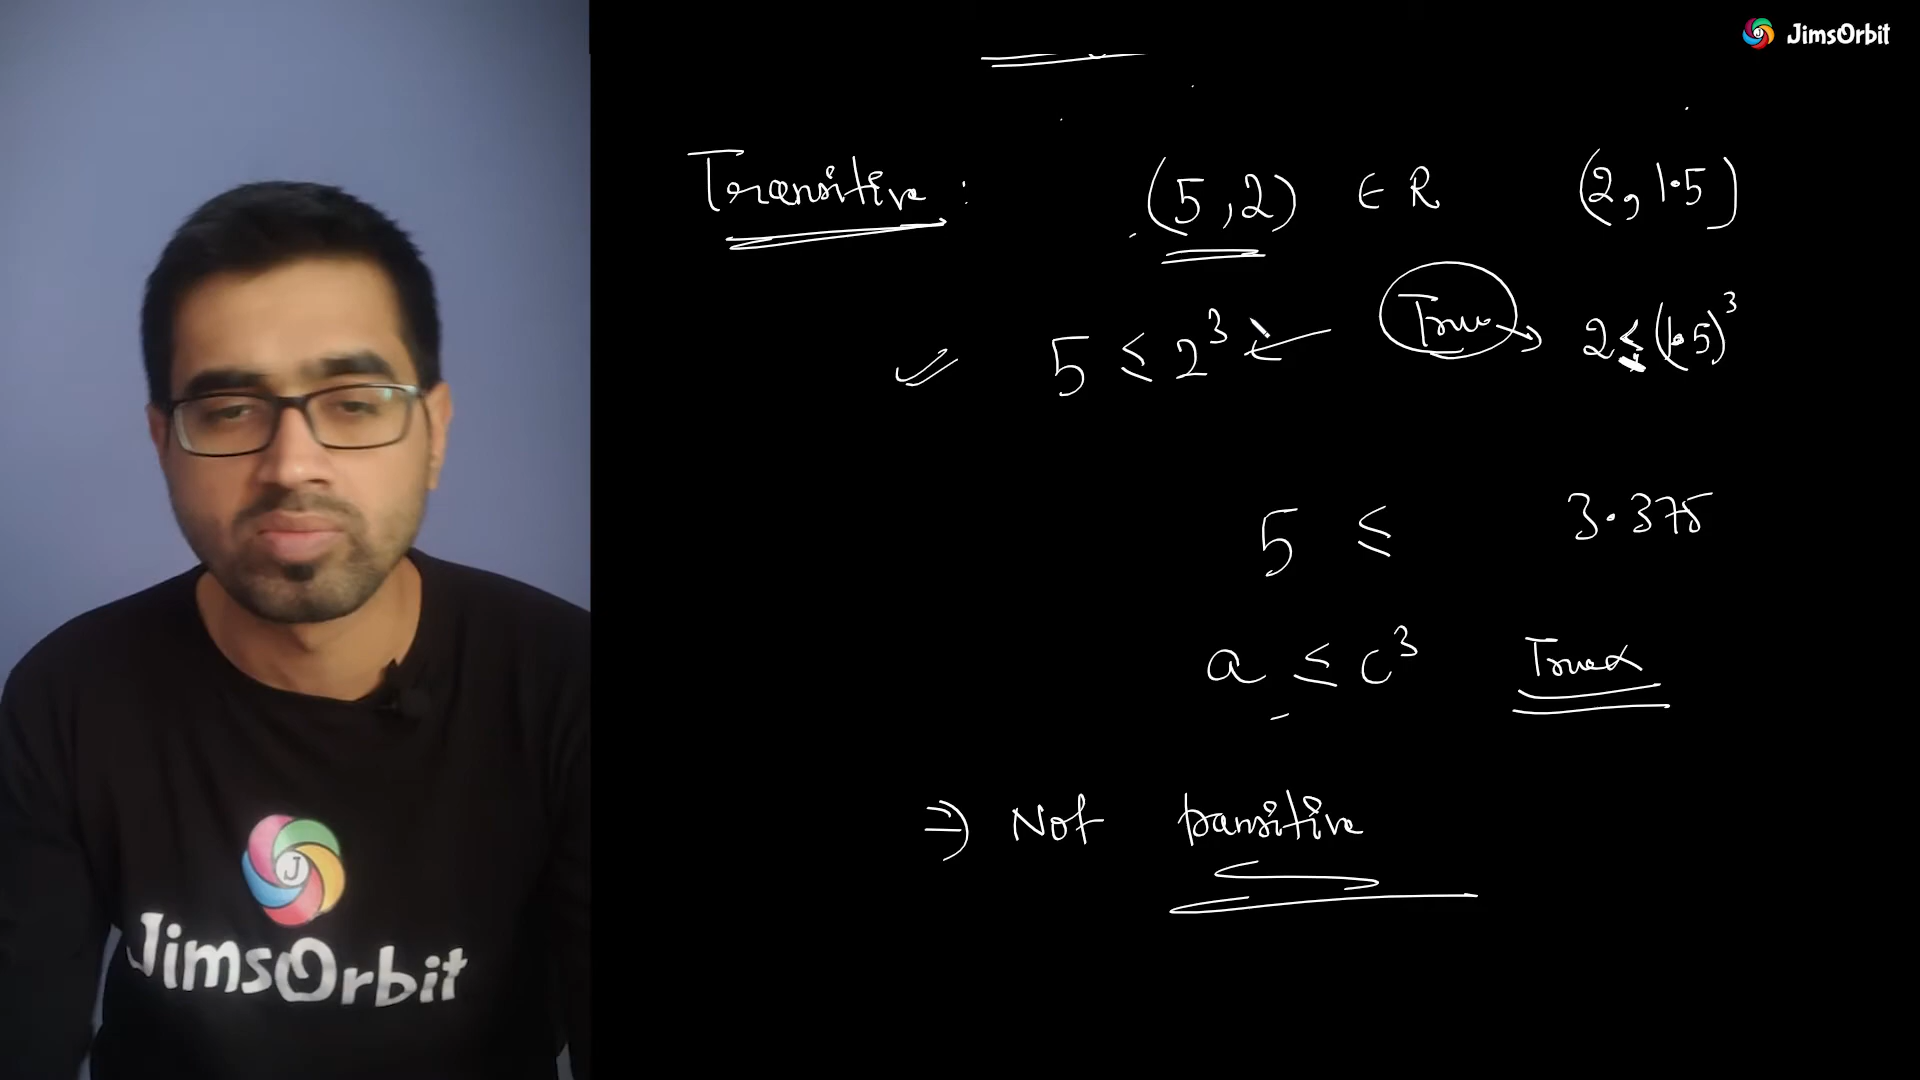 JimsOrbit
Transitive : (5,2) ∈ R (2, 1.5)
5 ≤ 2³ True → 2 ≤ (1.5)³
5 ≤ 3.375
a ≤ c³ True
⇒ Not transitive
J
JimsOrbit